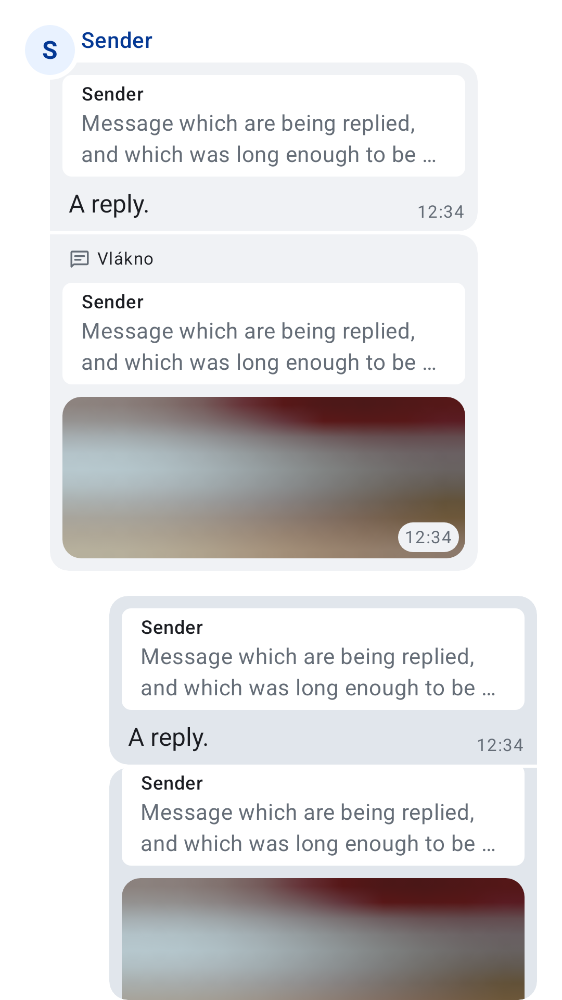 S
Sender
Sender
Message which are being replied,
and which was long enough to be …
A reply.
12:34
Vlákno
Sender
Message which are being replied,
and which was long enough to be …
12:34
Sender
Message which are being replied,
and which was long enough to be …
A reply.
12:34
Sender
Message which are being replied,
and which was long enough to be …